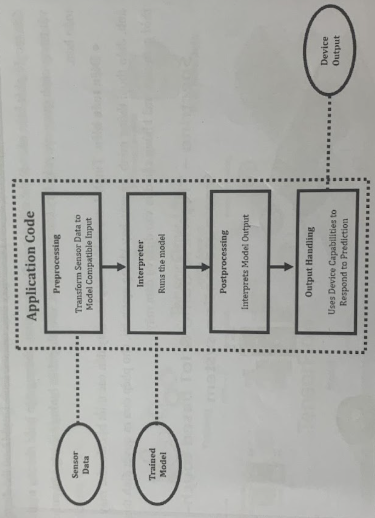 Application Code
Sensor
Data
Preprocessing
Transform Sensor Data to
Model Compatible Input
Trained
Model
Interpreter
Runs the model
Postprocessing
Interprets Model Output
Output Handling
Uses Device Capabilities to
Respond to Prediction
Device
Output